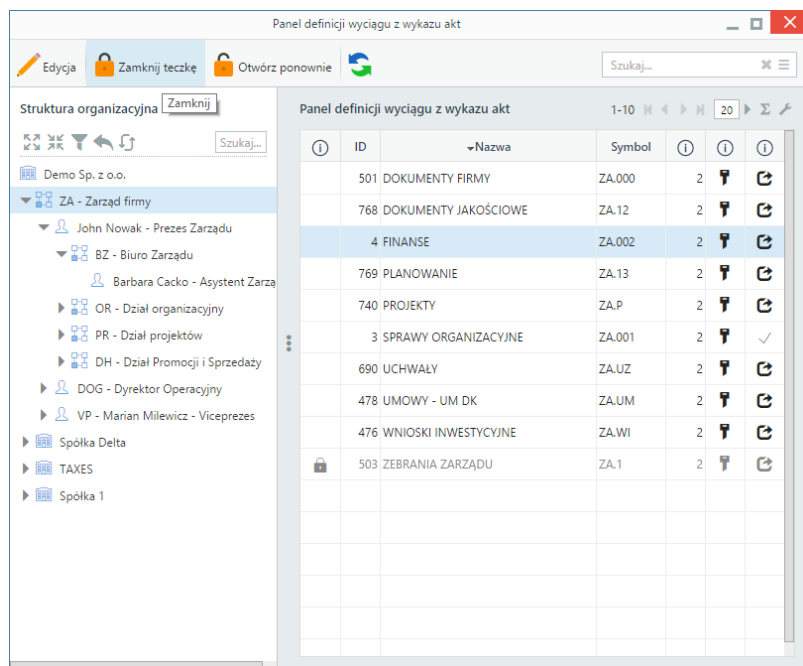 Panel definicji wyciągu z wykazu akt
Edycja Zamknij teczkę Otwórz ponownie Szukaj...
Struktura organizacyjna Zamknij
Szukaj...
Demo Sp. z o.o.
ZA - Zarząd firmy
John Nowak - Prezes Zarządu
BZ - Biuro Zarządu
Barbara Cacko - Asystent Zarzą
OR - Dział organizacyjny
PR - Dział projektów
DH - Dział Promocji i Sprzedaży
DOG - Dyrektor Operacyjny
VP - Marian Milewicz - Viceprezes
Spółka Delta
TAXES
Spółka 1
Panel definicji wyciągu z wykazu akt 1-10 20 Σ
ID Nazwa Symbol
501 DOKUMENTY FIRMY ZA.000 2
768 DOKUMENTY JAKOŚCIOWE ZA.12 2
4 FINANSE ZA.002 2
769 PLANOWANIE ZA.13 2
740 PROJEKTY ZA.P 2
3 SPRAWY ORGANIZACYJNE ZA.001 2
690 UCHWAŁY ZA.UZ 2
478 UMOWY - UM DK ZA.UM 2
476 WNIOSKI INWESTYCYJNE ZA.WI 2
503 ZEBRANIA ZARZĄDU ZA.1 2